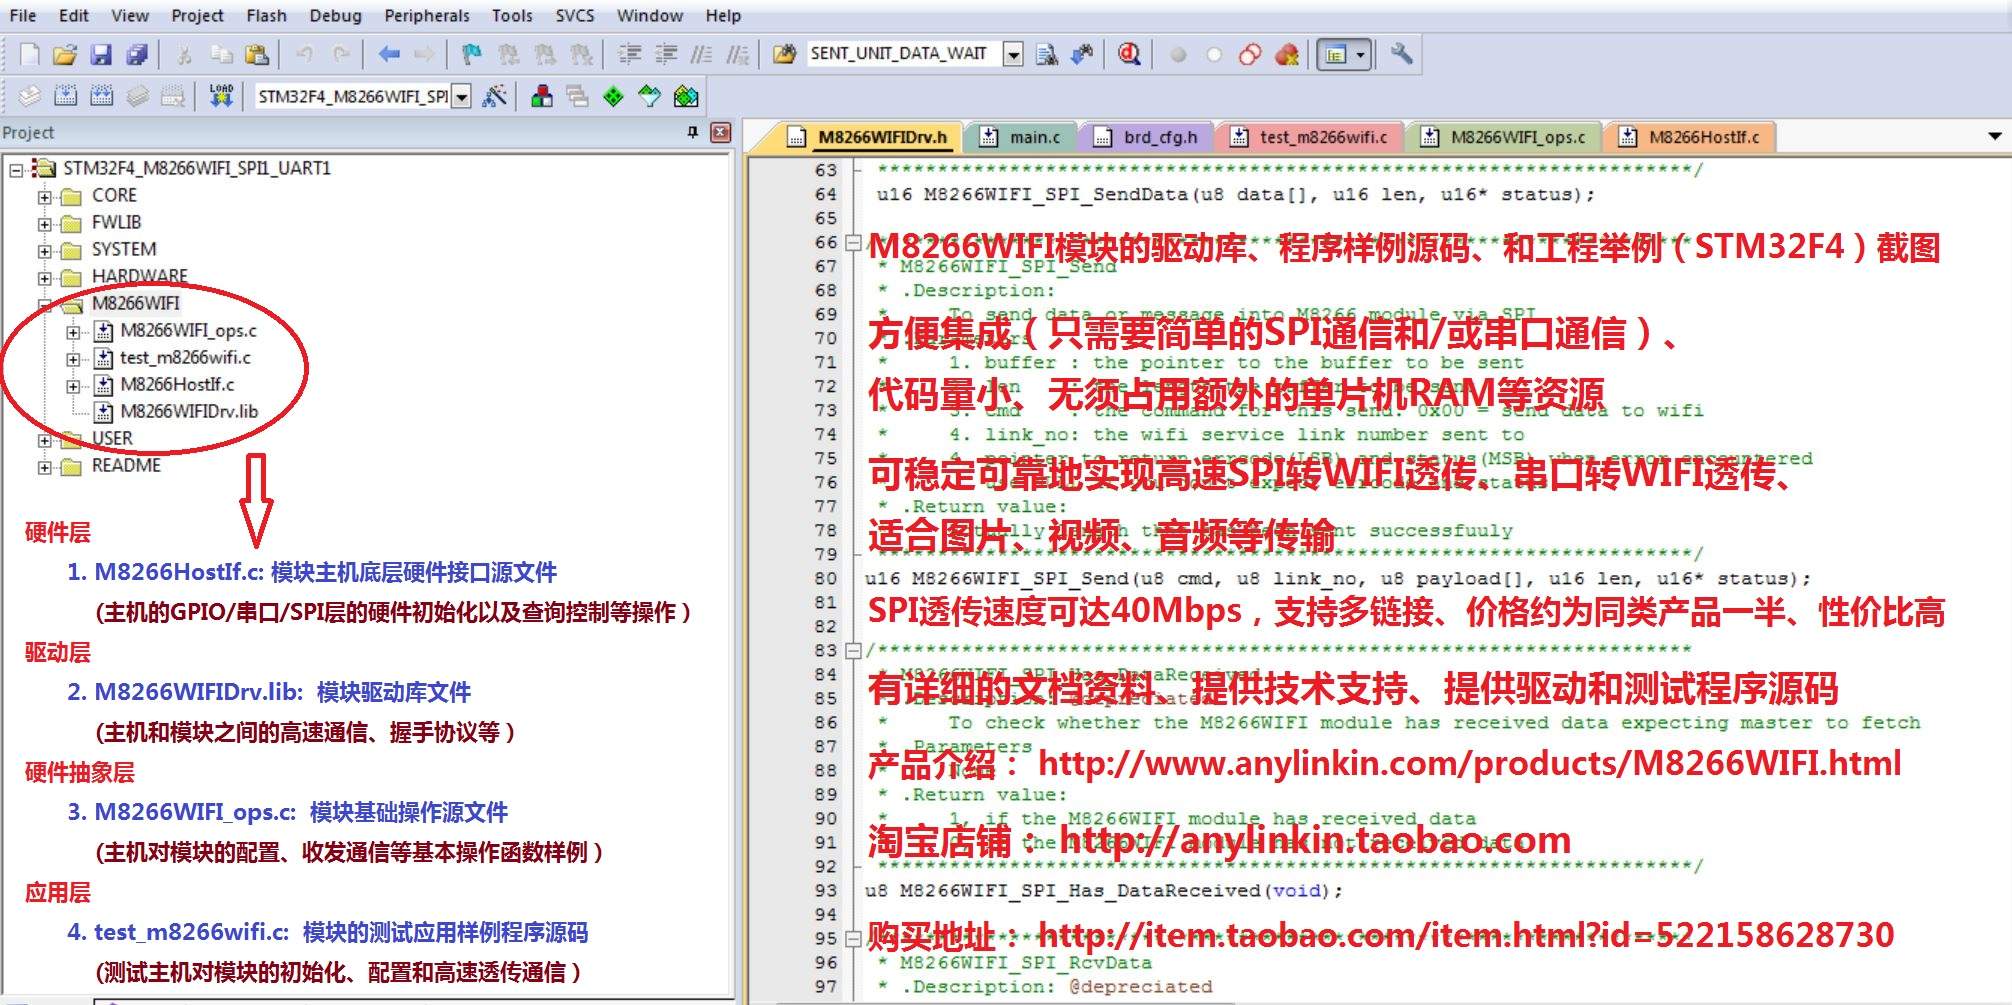 File Edit View Project Flash Debug Peripherals Tools SVCS Window Help
SENT_UNIT_DATA_WAIT
LOAD
STM32F4_M8266WIFI_SPI
Project
STM32F4_M8266WIFI_SPI1_UART1
CORE
FWLIB
SYSTEM
HARDWARE
M8266WIFI
M8266WIFI_ops.c
test_m8266wifi.c
M8266HostIf.c
M8266WIFIDrv.lib
USER
README
硬件层
1. M8266HostIf.c: 模块主机底层硬件接口源文件
(主机的GPIO/串口/SPI层的硬件初始化以及查询控制等操作）
驱动层
2. M8266WIFIDrv.lib: 模块驱动库文件
(主机和模块之间的高速通信、握手协议等）
硬件抽象层
3. M8266WIFI_ops.c: 模块基础操作源文件
(主机对模块的配置、收发通信等基本操作函数样例）
应用层
4. test_m8266wifi.c: 模块的测试应用样例程序源码
(测试主机对模块的初始化、配置和高速透传通信）
M8266WIFIDrv.h main.c brd_cfg.h test_m8266wifi.c M8266WIFI_ops.c M8266HostIf.c
63 ********************************************************************/
64 u16 M8266WIFI_SPI_SendData(u8 data[], u16 len, u16* status);
65
66
M8266WIFI模块的驱动库、程序样例源码、和工程举例（STM32F4）截图
67 * M8266WIFI_SPI_Send
68 * .Description:
69 * To send data or message into M8266 module via SPI
方便集成（只需要简单的SPI通信和/或串口通信）、
70
71 * 1. buffer : the pointer to the buffer to be sent
72 *
代码量小、无须占用额外的单片机RAM等资源
73 * 3. cmd : the command for this send. 0x00 = send data to wifi
74 * 4. link_no: the wifi service link number sent to
75 * 4. pointer to return errcode(LSB) and status(MSB) when error encountered
可稳定可靠地实现高速SPI转WIFI透传、串口转WIFI透传、
76 *
77 * .Return value:
78 * sent successfuuly
适合图片、视频、音频等传输
79 ********************************************************************/
80 u16 M8266WIFI_SPI_Send(u8 cmd, u8 link_no, u8 payload[], u16 len, u16* status);
81
SPI透传速度可达40Mbps，支持多链接、价格约为同类产品一半、性价比高
82
83 /********************************************************************
84 * M8266WIFI_SPI_Has_DataReceived
有详细的文档资料、提供技术支持、提供驱动和测试程序源码
85 * .Description: @depreciated
86 * To check whether the M8266WIFI module has received data expecting master to fetch
87 * .Parameters
产品介绍： http://www.anylinkin.com/products/M8266WIFI.html
88 * None
89 * .Return value:
90 * 1, if the M8266WIFI module has received data
淘宝店铺： http://anylinkin.taobao.com
91 *
92 ********************************************************************/
93 u8 M8266WIFI_SPI_Has_DataReceived(void);
94
购买地址： http://item.taobao.com/item.html?id=522158628730
95
96 * M8266WIFI_SPI_RcvData
97 * .Description: @depreciated